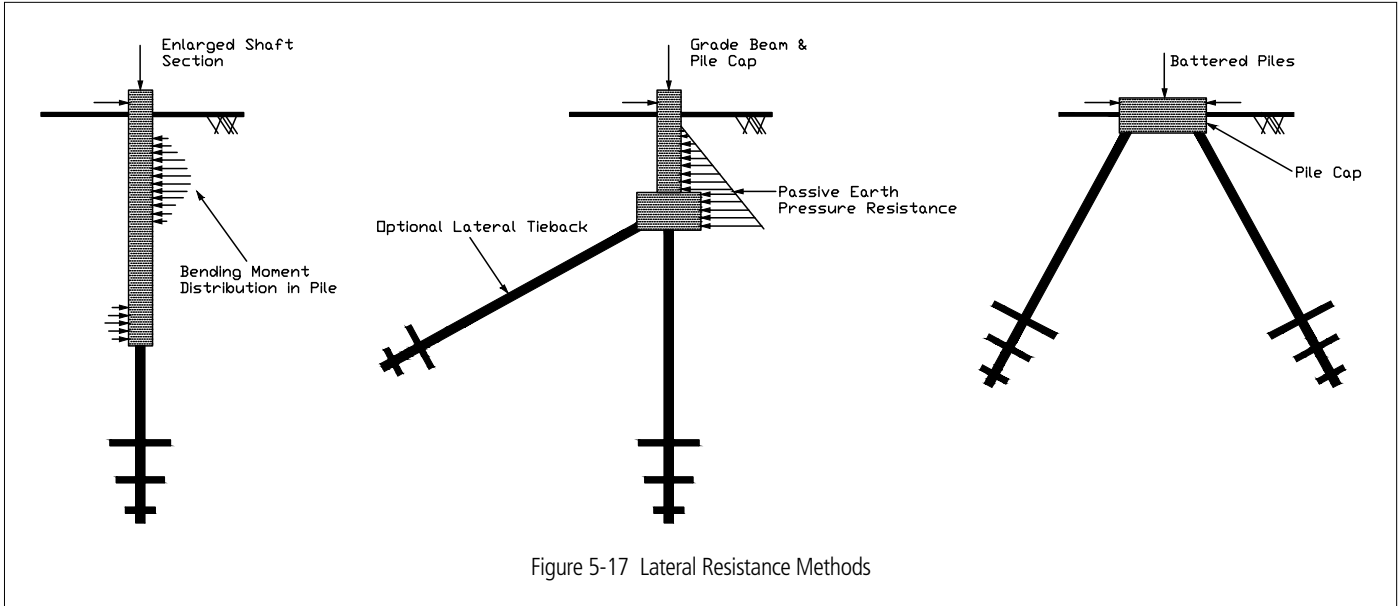 Enlarged Shaft
Section
Bending Moment
Distribution in Pile
Grade Beam &
Pile Cap
Passive Earth
Pressure Resistance
Optional Lateral Tieback
Battered Piles
Pile Cap
Figure 5-17 Lateral Resistance Methods